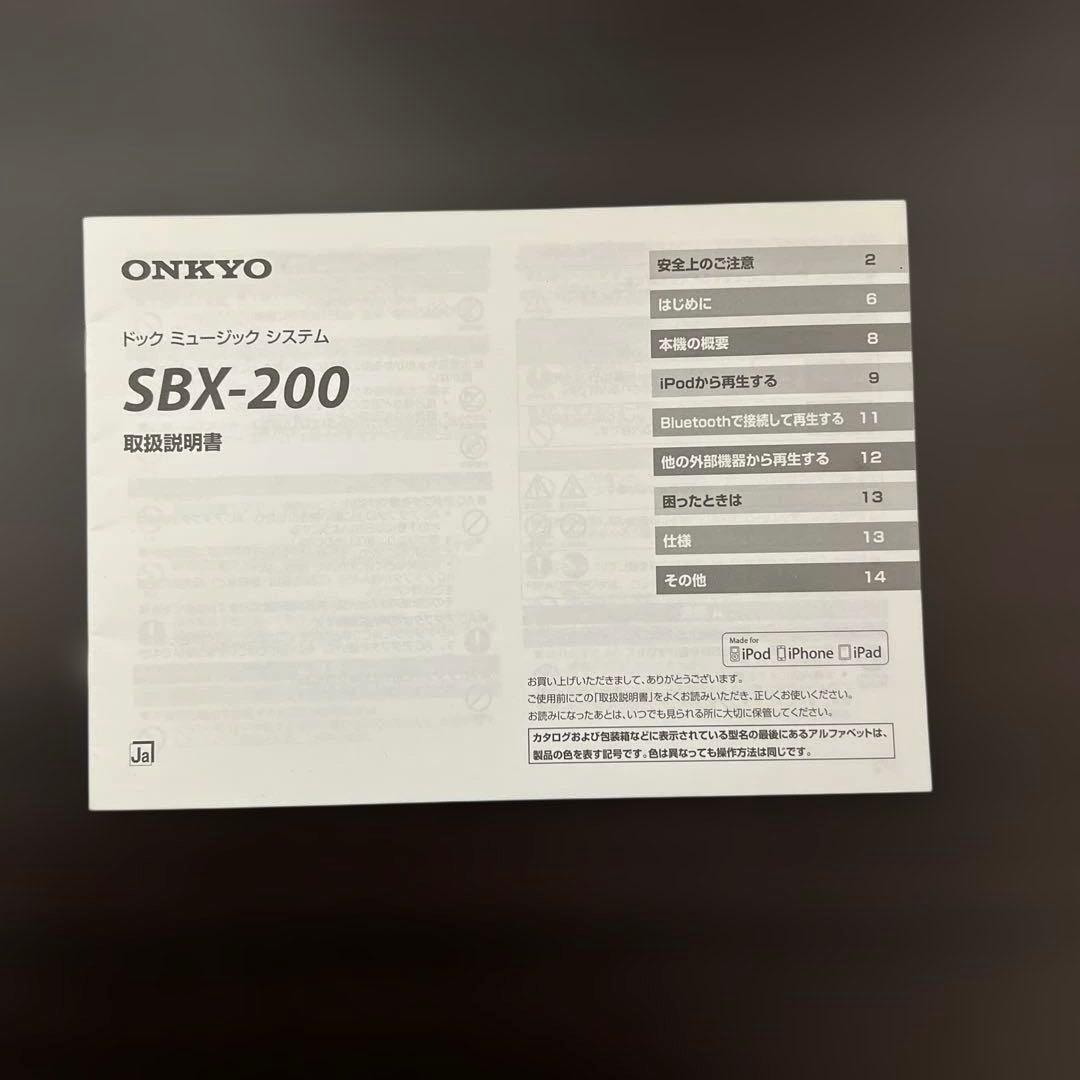 ONKYO
ドック ミュージック システム
SBX-200
取扱説明書
安全上のご注意 2
はじめに 6
本機の概要 8
iPodから再生する 9
Bluetoothで接続して再生する 11
他の外部機器から再生する 12
困ったときは 13
仕様 13
その他 14
Made for
iPod iPhone iPad
お買い上げいただきまして、ありがとうございます。
ご使用前にこの「取扱説明書」をよくお読みいただき、正しくお使いください。
お読みになったあとは、いつでも見られる所に大切に保管してください。
カタログおよび包装箱などに表示されている型名の最後にあるアルファベットは、
製品の色を表す記号です。色は異なっても操作方法は同じです。
Ja